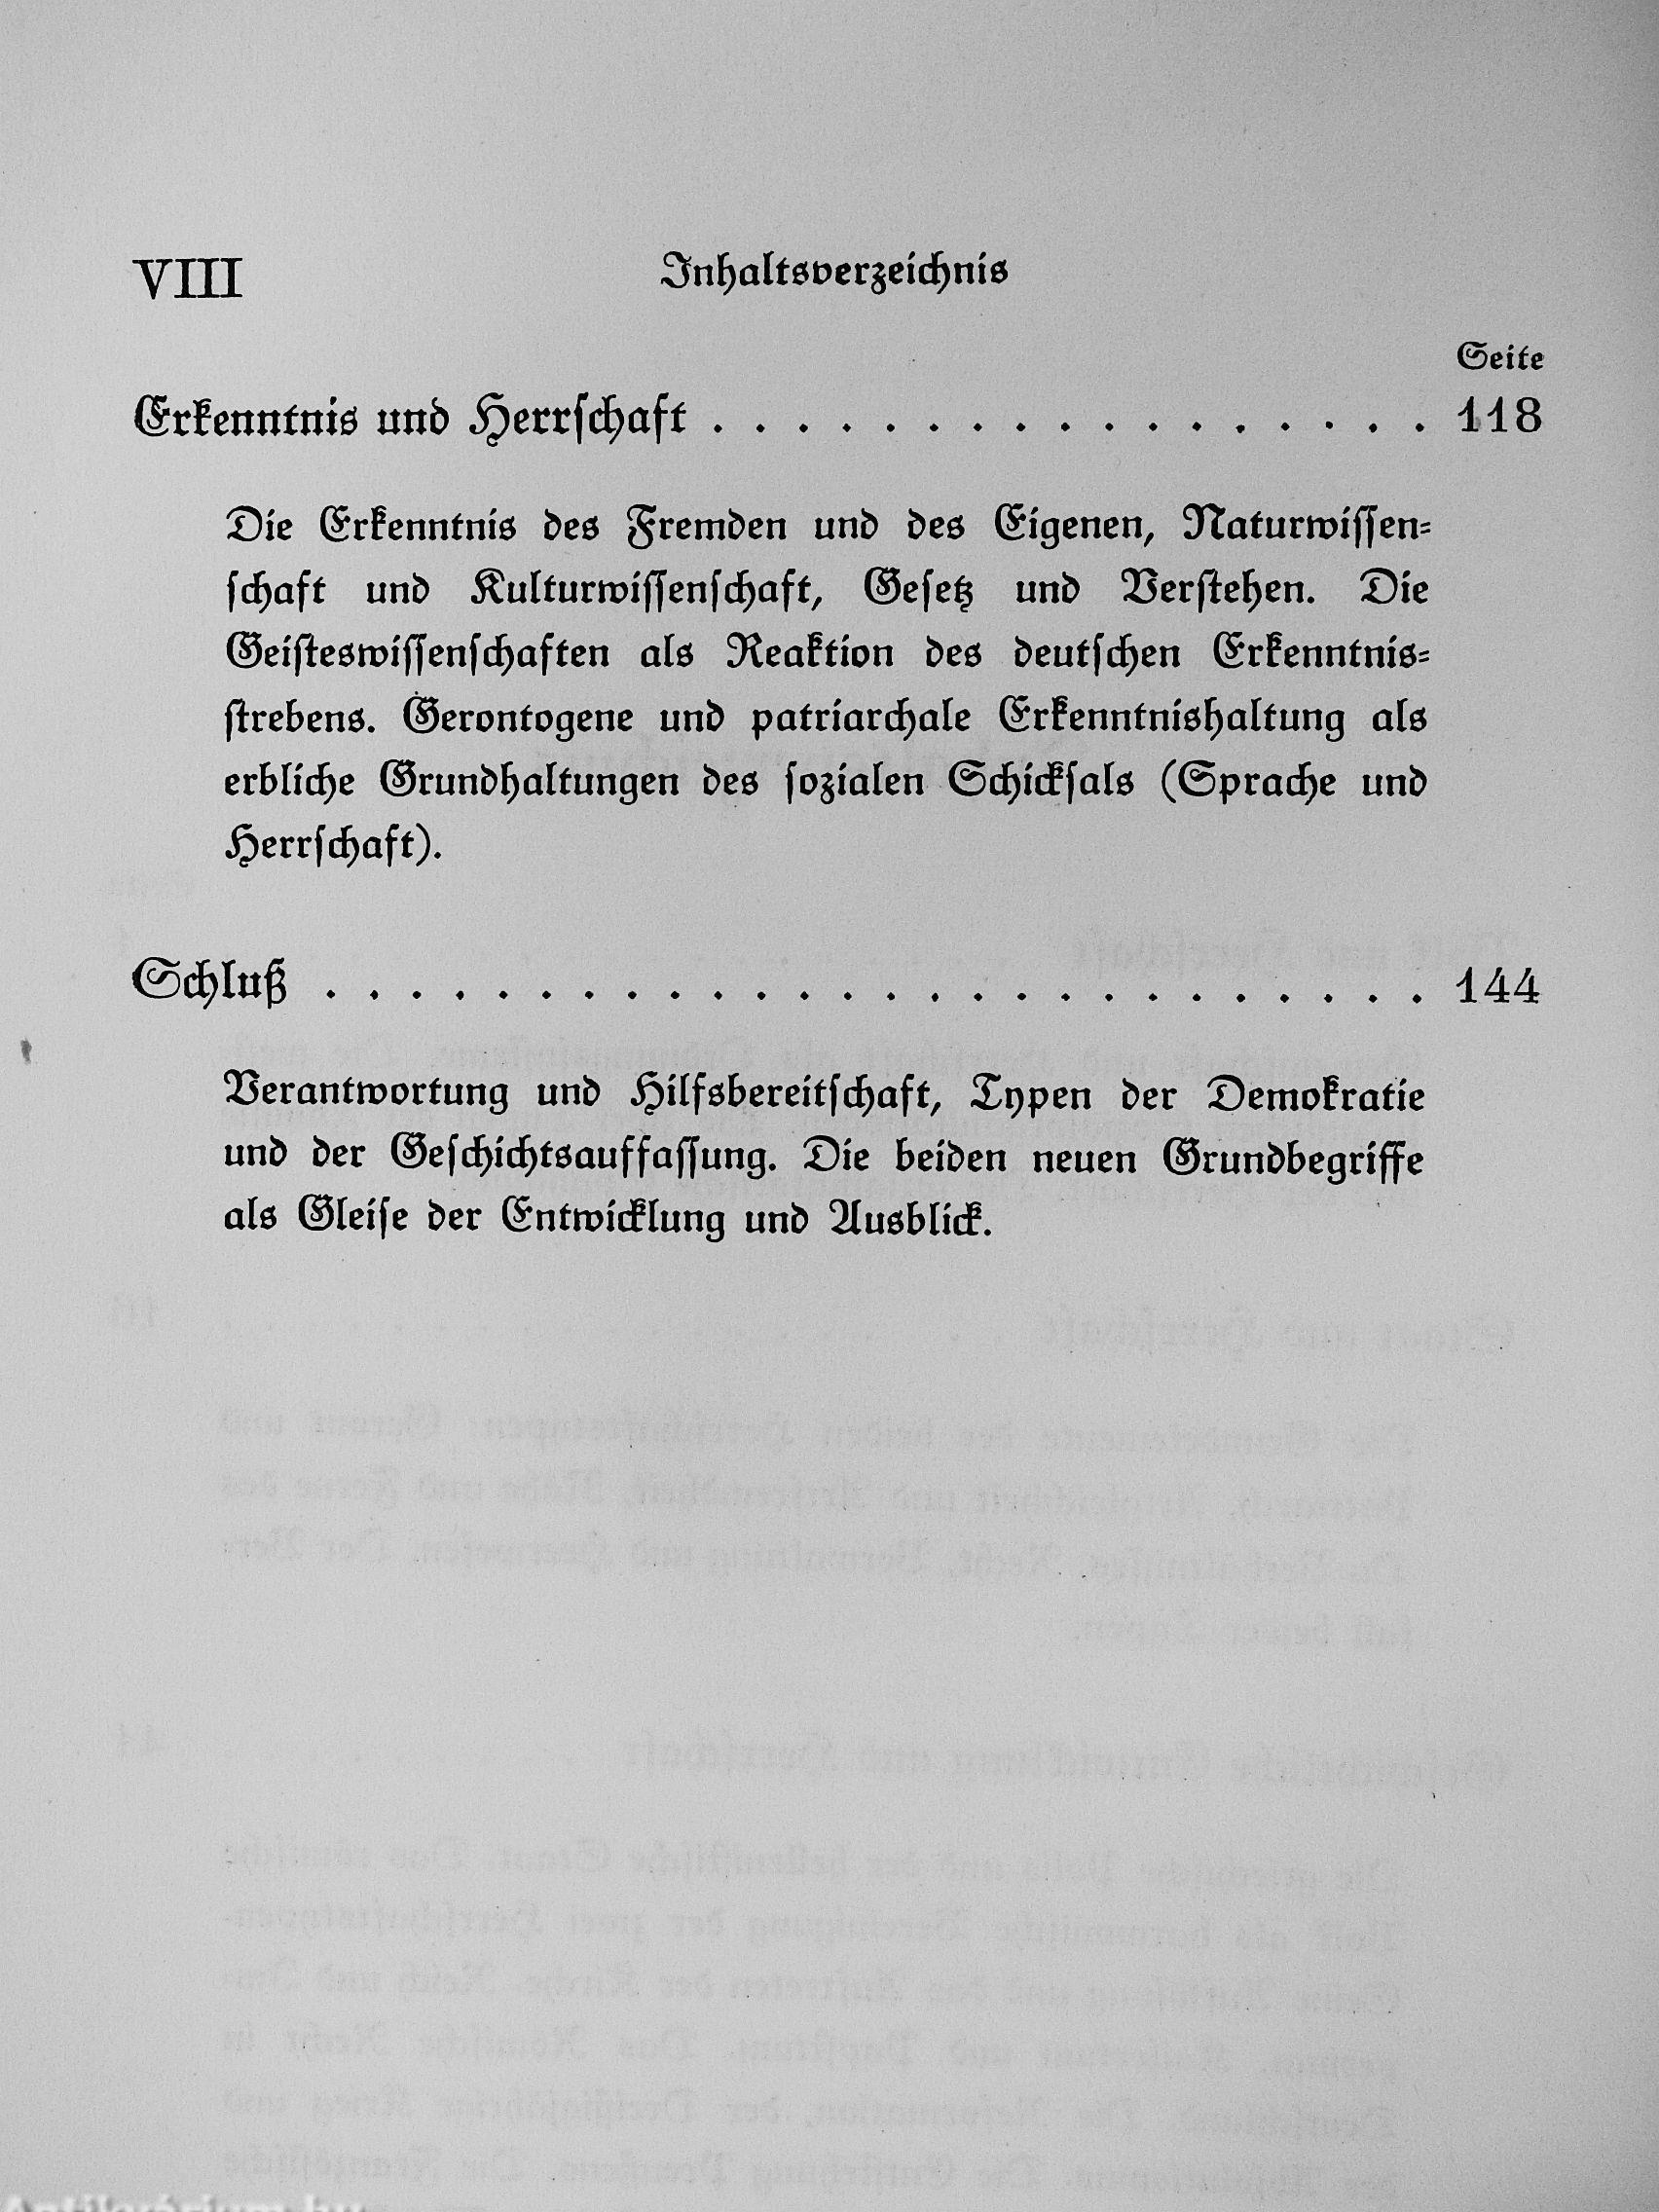 VIII Inhaltsverzeichnis
Seite
Erkenntnis und Herrſchaft . . . . . . . . . . . . . . . . . 118
Die Erkenntnis des Fremden und des Eigenen, Naturwiſſen⸗
ſchaft und Kulturwiſſenſchaft, Geſetz und Verſtehen. Die
Geiſteswiſſenſchaften als Reaktion des deutſchen Erkenntnis⸗
ſtrebens. Gerontogene und patriarchale Erkenntnishaltung als
erbliche Grundhaltungen des ſozialen Schickſals (Sprache und
Herrſchaft).
Schluß . . . . . . . . . . . . . . . . . . . . . . . . . . 144
Verantwortung und Hilfsbereitſchaft, Typen der Demokratie
und der Geſchichtsauffaſſung. Die beiden neuen Grundbegriffe
als Gleiſe der Entwicklung und Ausblick.